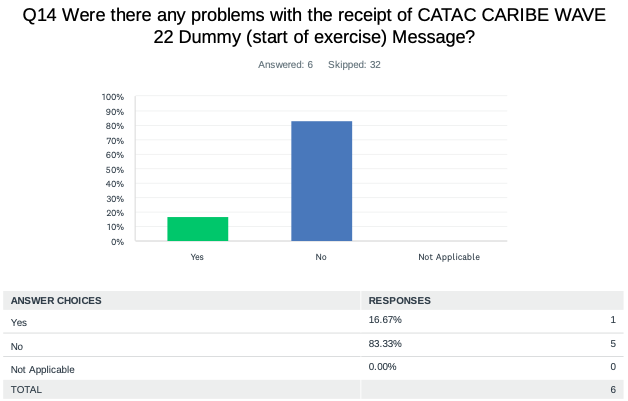 Q14 Were there any problems with the receipt of CATAC CARIBE WAVE
22 Dummy (start of exercise) Message?
Answered: 6 Skipped: 32
100%
90%
80%
70%
60%
50%
40%
30%
20%
10%
0%
Yes No Not Applicable
ANSWER CHOICES RESPONSES
Yes 16.67% 1
No 83.33% 5
Not Applicable 0.00% 0
TOTAL 6